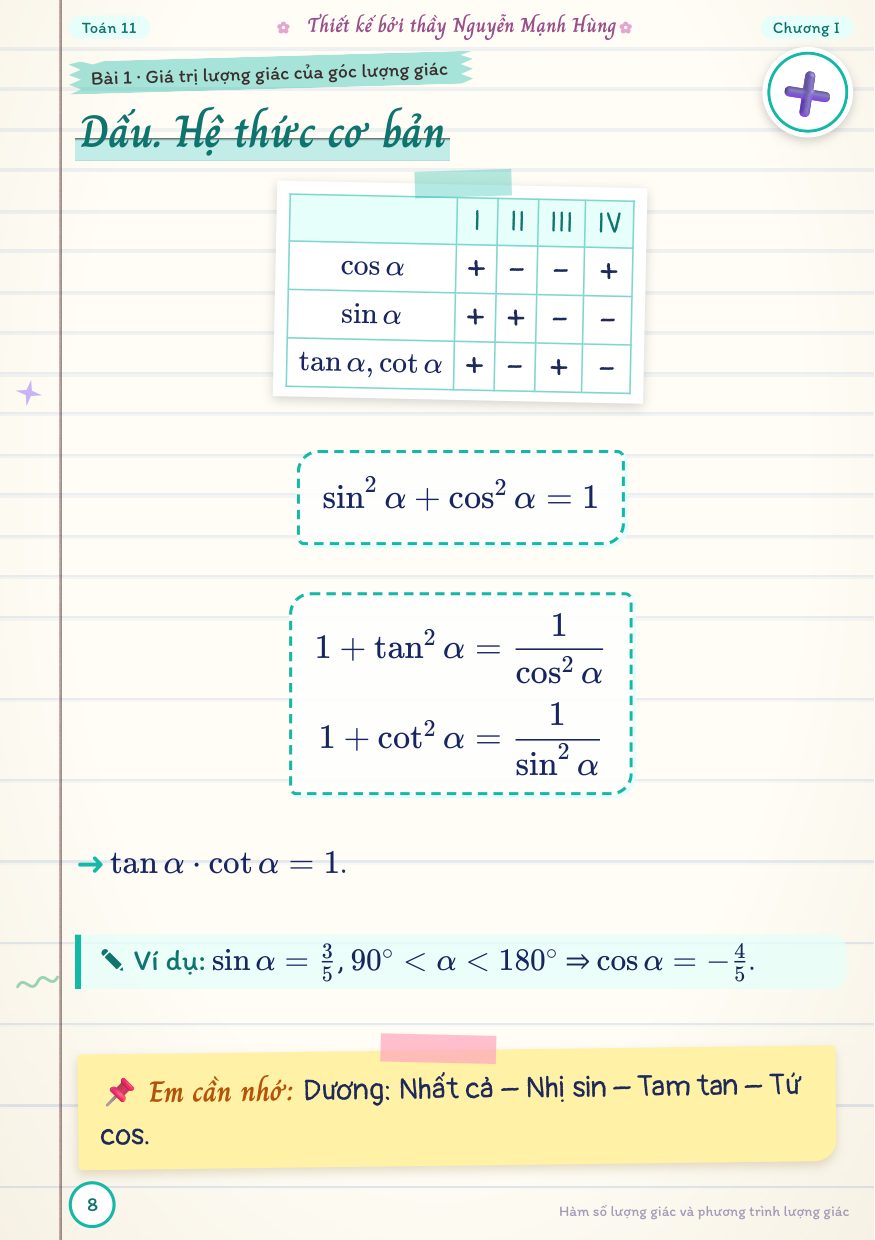 Toán 11
Thiết kế bởi thầy Nguyễn Mạnh Hùng
Chương I
Bài 1 · Giá trị lượng giác của góc lượng giác
Dấu. Hệ thức cơ bản
I II III IV
cos α + − − +
sin α + + − −
tan α, cot α + − + −
sin² α + cos² α = 1
1 + tan² α = 1/cos² α
1 + cot² α = 1/sin² α
→ tan α · cot α = 1.
Ví dụ: sin α = 3/5, 90° < α < 180° ⇒ cos α = −4/5.
Em cần nhớ: Dương: Nhất cả – Nhị sin – Tam tan – Tứ
cos.
8
Hàm số lượng giác và phương trình lượng giác